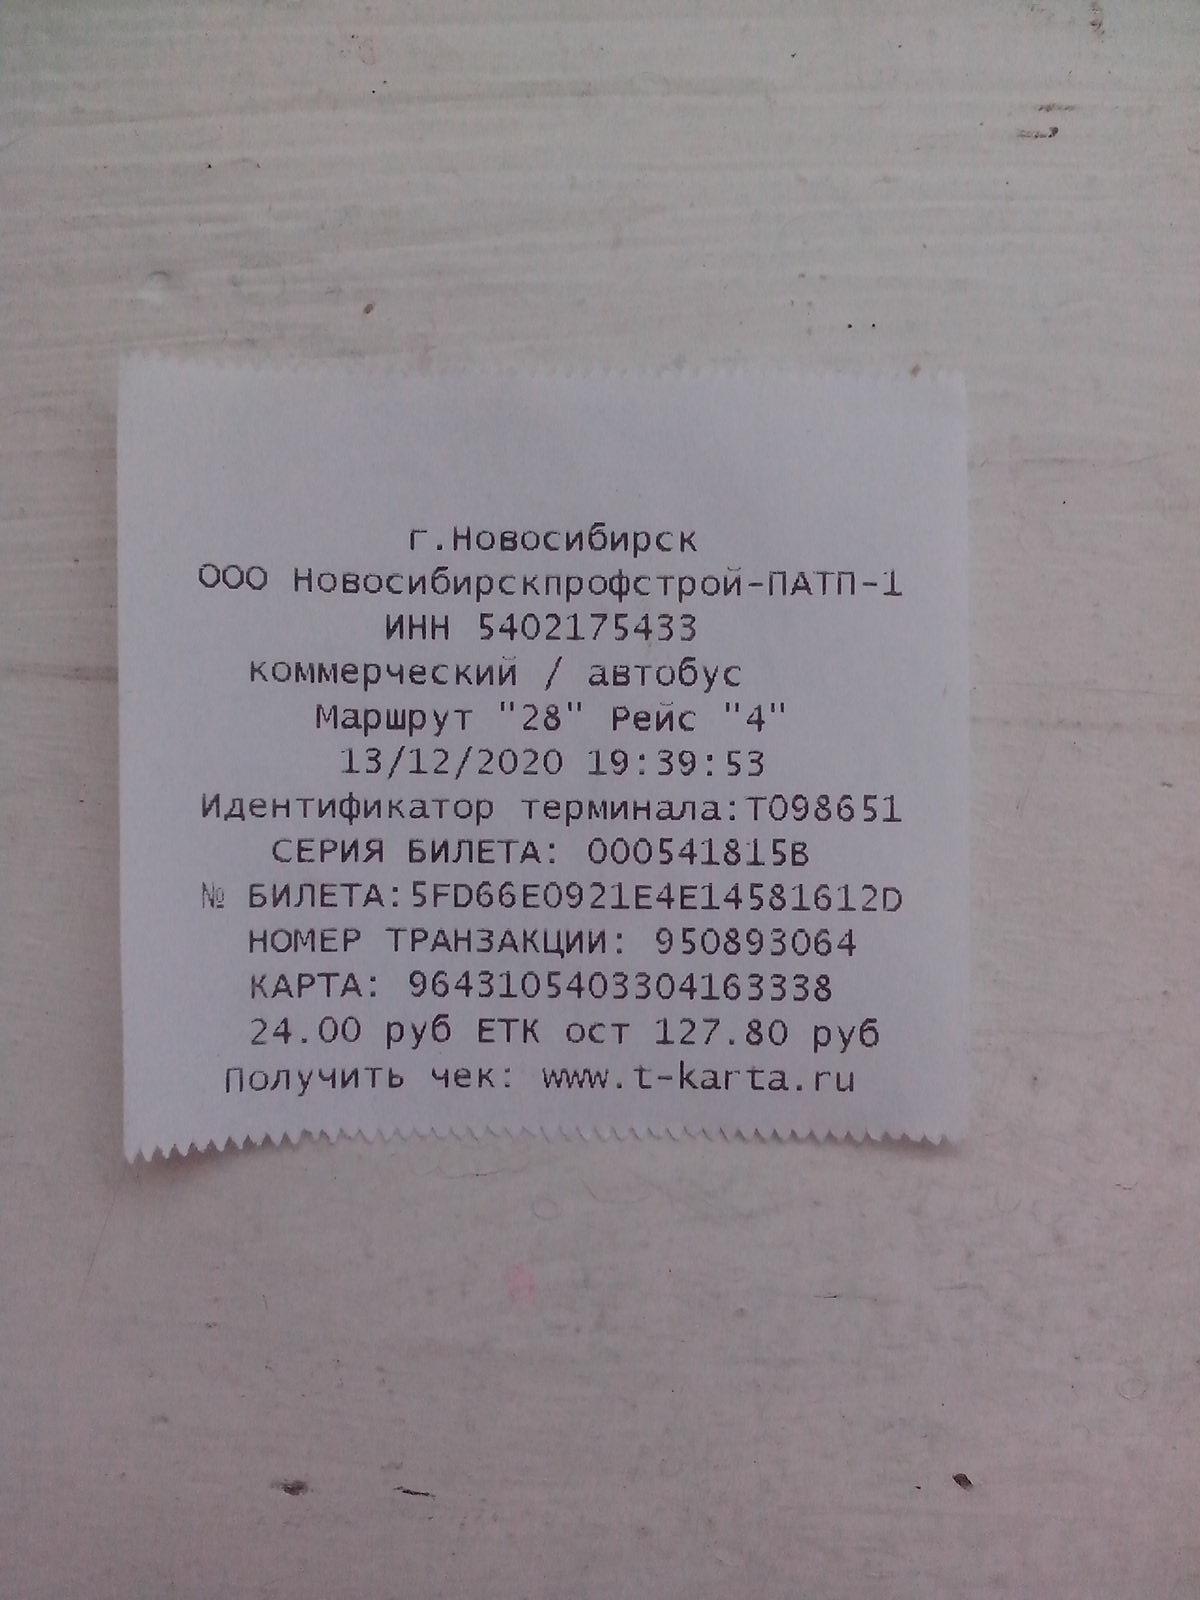 г.Новосибирск
ООО Новосибирскпрофстрой-ПАТП-1
ИНН 5402175433
коммерческий / автобус
Маршрут "28" Рейс "4"
13/12/2020 19:39:53
Идентификатор терминала:Т098651
СЕРИЯ БИЛЕТА: 000541815В
№ БИЛЕТА:5FD66E0921E4E14581612D
НОМЕР ТРАНЗАКЦИИ: 950893064
КАРТА: 9643105403304163338
24.00 руб ЕТК ост 127.80 руб
Получить чек: www.t-karta.ru